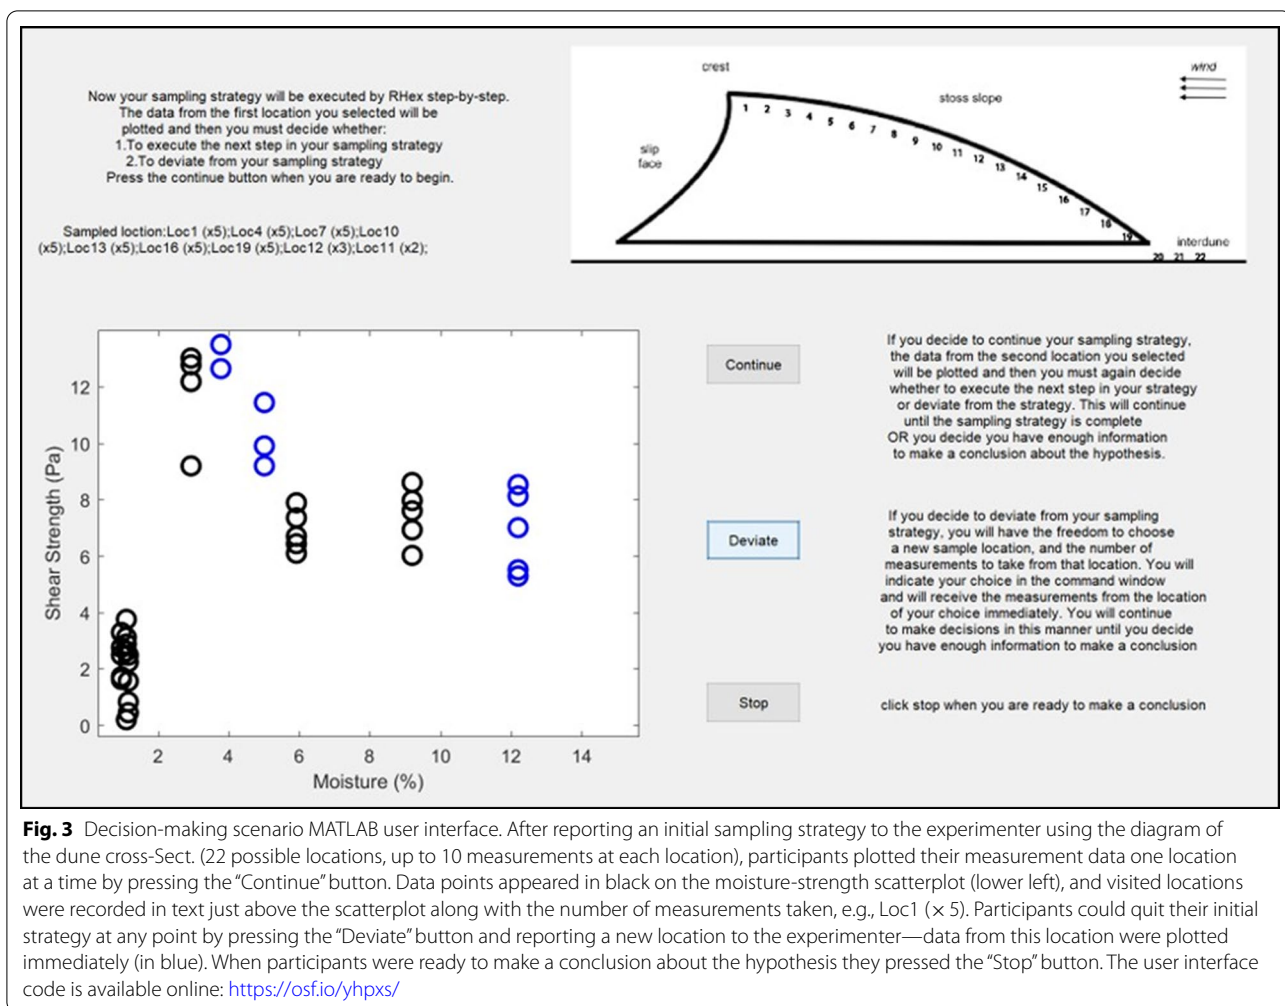 Now your sampling strategy will be executed by RHex step-by-step.
The data from the first location you selected will be
plotted and then you must decide whether:
1.To execute the next step in your sampling strategy
2.To deviate from your sampling strategy
Press the continue button when you are ready to begin.
Sampled loction:Loc1 (x5);Loc4 (x5);Loc7 (x5);Loc10
(x5);Loc13 (x5);Loc16 (x5);Loc19 (x5);Loc12 (x3);Loc11 (x2);
crest
wind
stoss slope
slip
face
1 2 3 4 5 6 7 8 9 10 11 12 13 14 15 16 17 18 19
interdune
20 21 22
Shear Strength (Pa)
12
10
8
6
4
2
0
2 4 6 8 10 12 14
Moisture (%)
Continue
If you decide to continue your sampling strategy,
the data from the second location you selected
will be plotted and then you must again decide
whether to execute the next step in your strategy
or deviate from the strategy. This will continue
until the sampling strategy is complete
OR you decide you have enough information
to make a conclusion about the hypothesis.
Deviate
If you decide to deviate from your sampling
strategy, you will have the freedom to choose
a new sample location, and the number of
measurements to take from that location. You will
indicate your choice in the command window
and will receive the measurements from the location
of your choice immediately. You will continue
to make decisions in this manner until you decide
you have enough information to make a conclusion
Stop
click stop when you are ready to make a conclusion
Fig. 3 Decision-making scenario MATLAB user interface. After reporting an initial sampling strategy to the experimenter using the diagram of
the dune cross-Sect. (22 possible locations, up to 10 measurements at each location), participants plotted their measurement data one location
at a time by pressing the “Continue” button. Data points appeared in black on the moisture-strength scatterplot (lower left), and visited locations
were recorded in text just above the scatterplot along with the number of measurements taken, e.g., Loc1 (× 5). Participants could quit their initial
strategy at any point by pressing the “Deviate” button and reporting a new location to the experimenter—data from this location were plotted
immediately (in blue). When participants were ready to make a conclusion about the hypothesis they pressed the “Stop” button. The user interface
code is available online: https://osf.io/yhpxs/